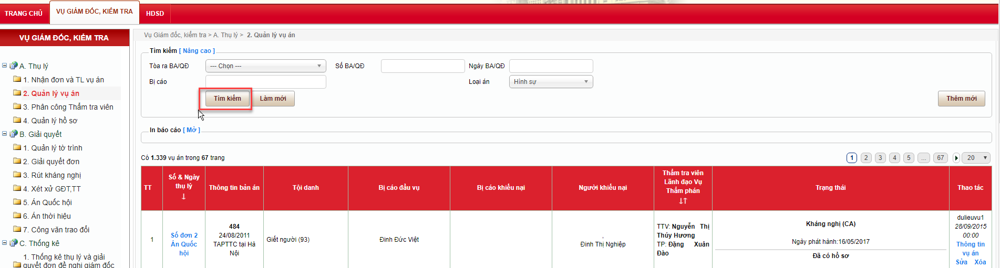 TRANG CHỦ
VỤ GIÁM ĐỐC, KIỂM TRA
HDSD
VỤ GIÁM ĐỐC, KIỂM TRA
A. Thụ lý
1. Nhận đơn và TL vụ án
2. Quản lý vụ án
3. Phân công Thẩm tra viên
4. Quản lý hồ sơ
B. Giải quyết
1. Quản lý tờ trình
2. Giải quyết đơn
3. Rút kháng nghị
4. Xét xử GĐT,TT
5. Án Quốc hội
6. Án thời hiệu
7. Công văn trao đổi
C. Thống kê
1. Thống kê thụ lý và giải
quyết đơn đề nghị giám đốc
Vụ Giám đốc, kiểm tra > A. Thụ lý > 2. Quản lý vụ án
Tìm kiếm [ Nâng cao ]
Tòa ra BA/QĐ --- Chọn --- Số BA/QĐ Ngày BA/QĐ
Bị cáo Loại án Hình sự
Tìm kiếm Làm mới Thêm mới
In báo cáo [ Mở ]
Có 1.339 vụ án trong 67 trang
1 2 3 4 5 ... 67 20
TT
Số & Ngày
thụ lý
Thông tin bản án
Tội danh
Bị cáo đầu vụ
Bị cáo khiếu nại
Người khiếu nại
Thẩm tra viên
Lãnh đạo Vụ
Thẩm phán
Trạng thái
Thao tác
1
Số đơn 2
Án Quốc
hội
484
24/08/2011
TAPTTC tại Hà
Nội
Giết người (93)
Đinh Đức Việt
,
Đinh Thị Nghiệp
TTV: Nguyễn Thị
Thúy Hương
TP: Đặng Xuân
Đào
Kháng nghị (CA)
Ngày phát hành:16/05/2017
Đã có hồ sơ
dulieuvu1
28/09/2015
00:00
Thông tin
vụ án
Sửa Xóa